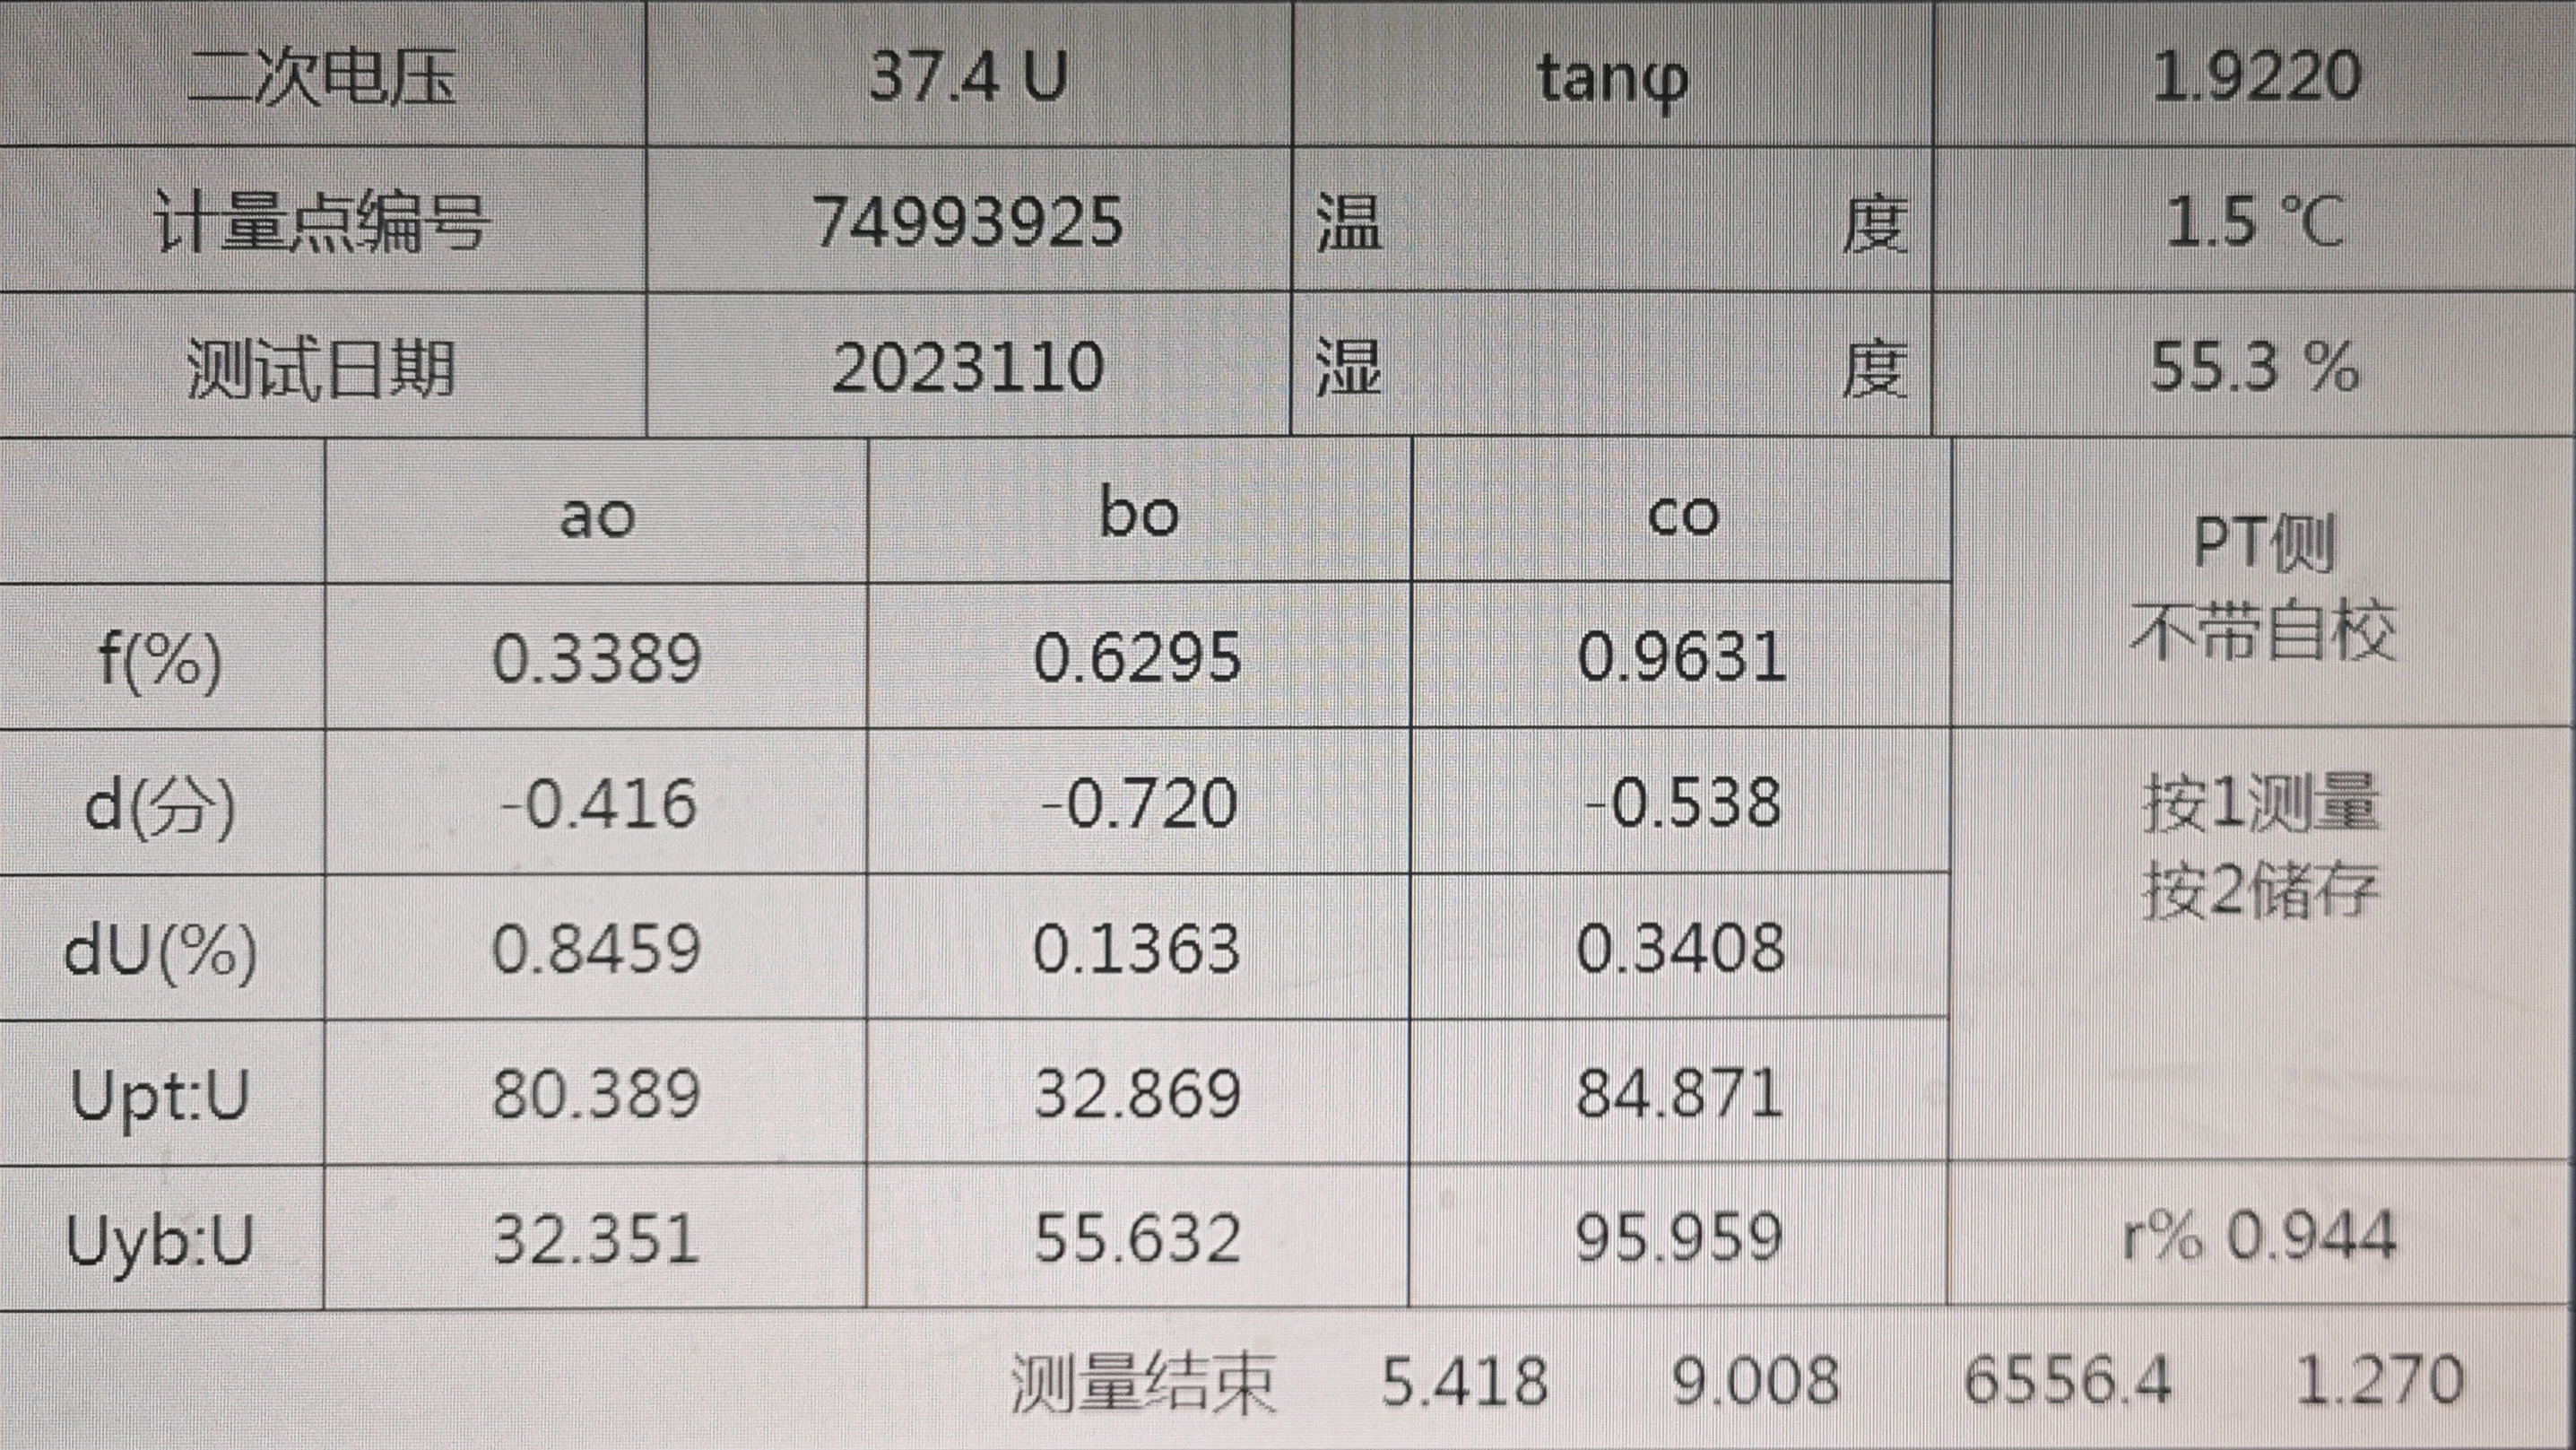 二次电压 37.4 U tanφ 1.9220
计量点编号 74993925 温 度 1.5 ℃
测试日期 2023110 湿 度 55.3 %
ao bo co PT侧
不带自校
f(%) 0.3389 0.6295 0.9631
d(分) -0.416 -0.720 -0.538 按1测量
按2储存
dU(%) 0.8459 0.1363 0.3408
Upt:U 80.389 32.869 84.871
Uyb:U 32.351 55.632 95.959 r% 0.944
测量结束 5.418 9.008 6556.4 1.270